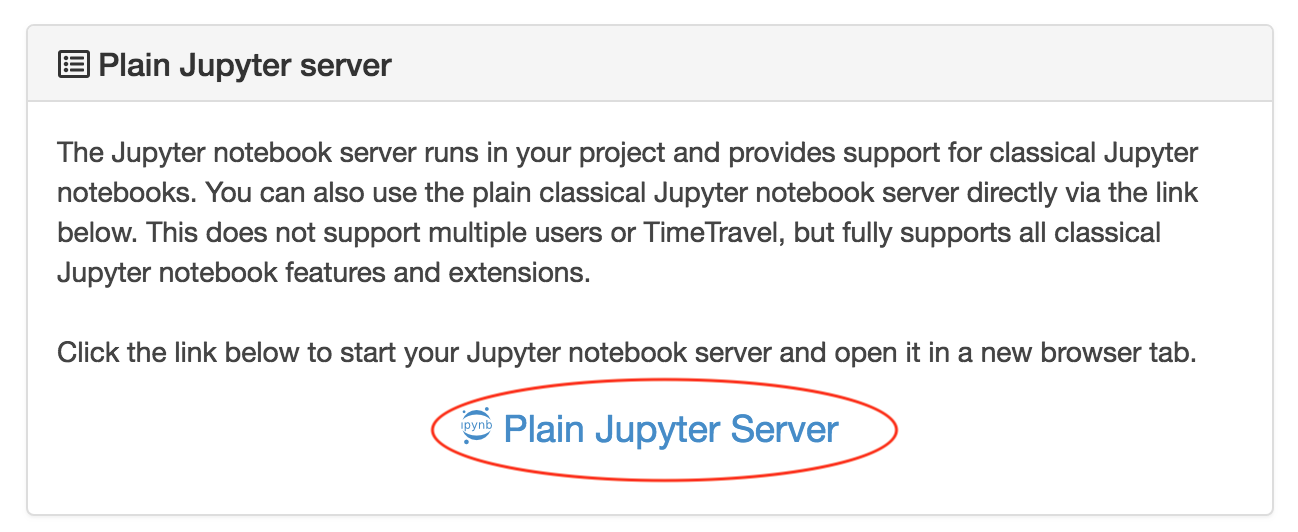 Plain Jupyter server
The Jupyter notebook server runs in your project and provides support for classical Jupyter
notebooks. You can also use the plain classical Jupyter notebook server directly via the link
below. This does not support multiple users or TimeTravel, but fully supports all classical
Jupyter notebook features and extensions.
Click the link below to start your Jupyter notebook server and open it in a new browser tab.
ipynb Plain Jupyter Server